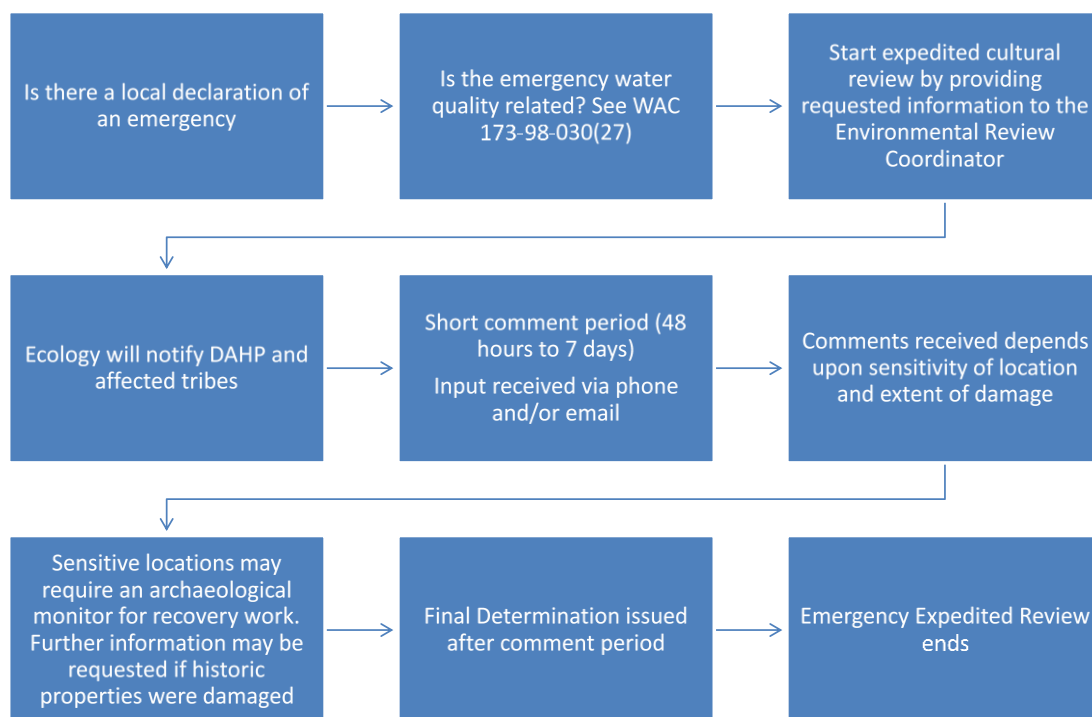 Is there a local declaration of
an emergency
Is the emergency water
quality related? See WAC
173-98-030(27)
Start expedited cultural
review by providing
requested information to the
Environmental Review
Coordinator
Ecology will notify DAHP and
affected tribes
Short comment period (48
hours to 7 days)
Input received via phone
and/or email
Comments received depends
upon sensitivity of location
and extent of damage
Sensitive locations may
require an archaeological
monitor for recovery work.
Further information may be
requested if historic
properties were damaged
Final Determination issued
after comment period
Emergency Expedited Review
ends